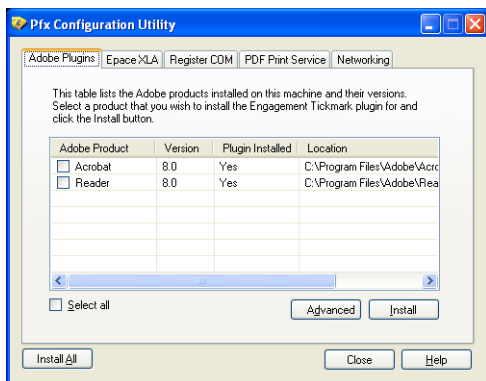 Pfx Configuration Utility
Adobe Plugins Epace XLA Register COM PDF Print Service Networking
This table lists the Adobe products installed on this machine and their versions.
Select a product that you wish to install the Engagement Tickmark plugin for and
click the Install button.
Adobe Product Version Plugin Installed Location
Acrobat 8.0 Yes C:\Program Files\Adobe\Acrc
Reader 8.0 Yes C:\Program Files\Adobe\Rea
Select all
Advanced Install
Install All Close Help